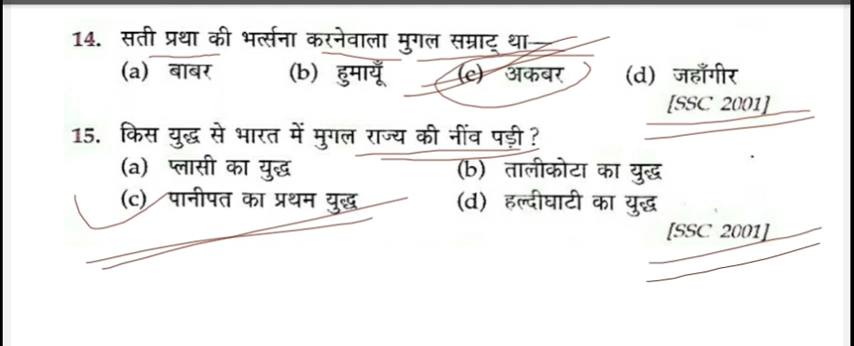 14. सती प्रथा की भर्त्सना करनेवाला मुगल सम्राट् था—
(a) बाबर (b) हुमायूँ (c) अकबर (d) जहाँगीर
[SSC 2001]
15. किस युद्ध से भारत में मुगल राज्य की नींव पड़ी ?
(a) प्लासी का युद्ध (b) तालीकोटा का युद्ध
(c) पानीपत का प्रथम युद्ध (d) हल्दीघाटी का युद्ध
[SSC 2001]